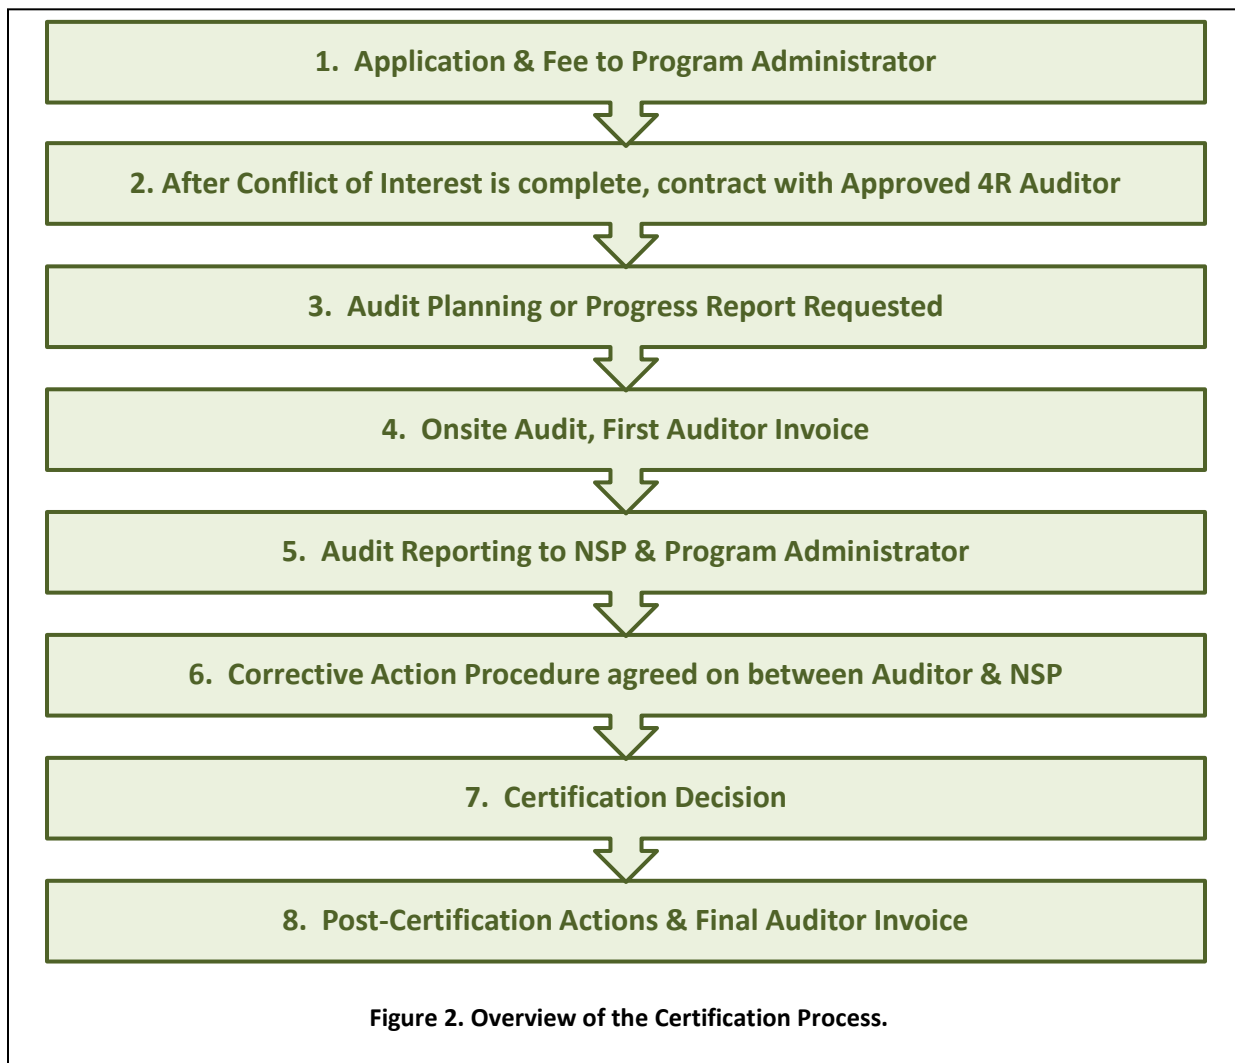 1. Application & Fee to Program Administrator
2. After Conflict of Interest is complete, contract with Approved 4R Auditor
3. Audit Planning or Progress Report Requested
4. Onsite Audit, First Auditor Invoice
5. Audit Reporting to NSP & Program Administrator
6. Corrective Action Procedure agreed on between Auditor & NSP
7. Certification Decision
8. Post-Certification Actions & Final Auditor Invoice
Figure 2. Overview of the Certification Process.